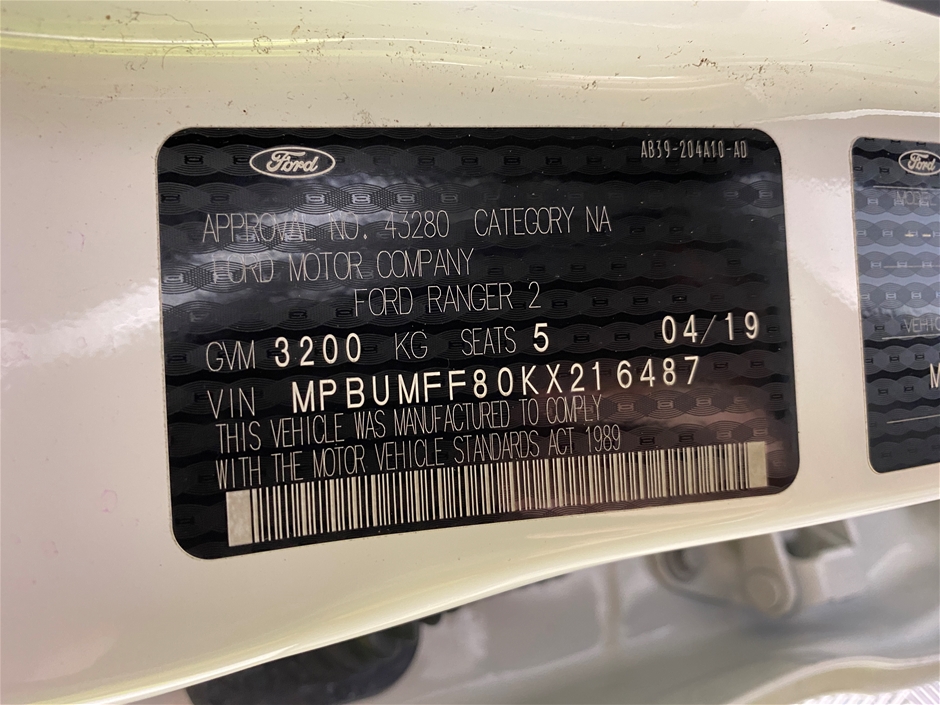 Ford
AB39-204A10-AD
APPROVAL NO. 43280 CATEGORY NA
FORD MOTOR COMPANY
FORD RANGER 2
GVM 3200 KG SEATS 5 04/19
VIN MPBUMFF80KX216487
THIS VEHICLE WAS MANUFACTURED TO COMPLY
WITH THE MOTOR VEHICLE STANDARDS ACT 1989
Ford